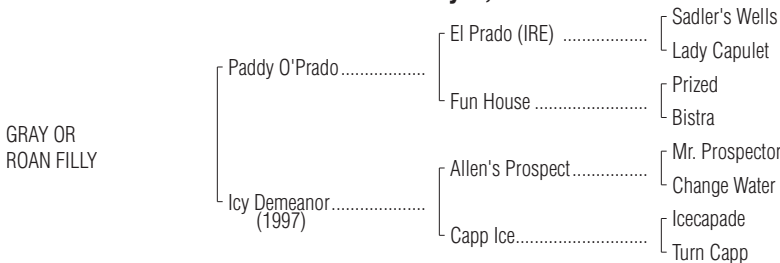 Sadler's Wells
El Prado (IRE) ..................
Lady Capulet
Paddy O'Prado..................
Prized
Fun House ........................
Bistra
GRAY OR
ROAN FILLY
Mr. Prospector
Allen's Prospect................
Change Water
Icy Demeanor....................
(1997)
Icecapade
Capp Ice............................
Turn Capp